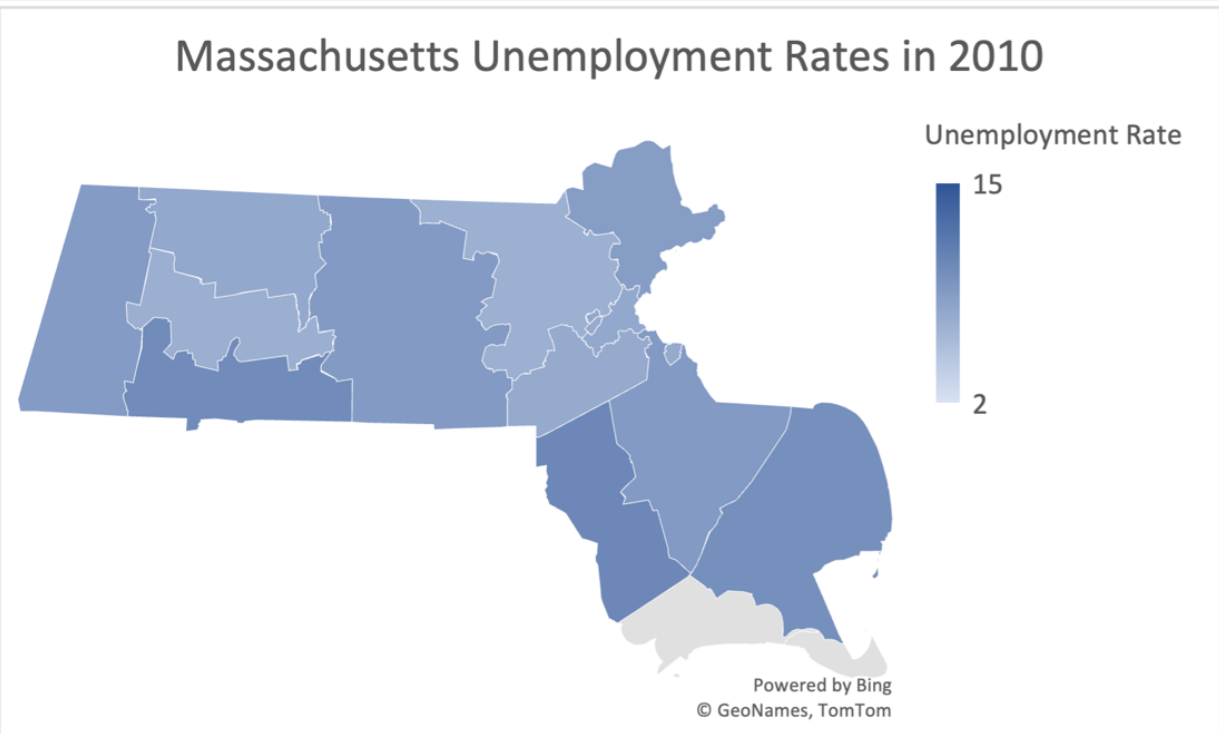 Massachusetts Unemployment Rates in 2010
Unemployment Rate
15
2
Powered by Bing
© GeoNames, TomTom